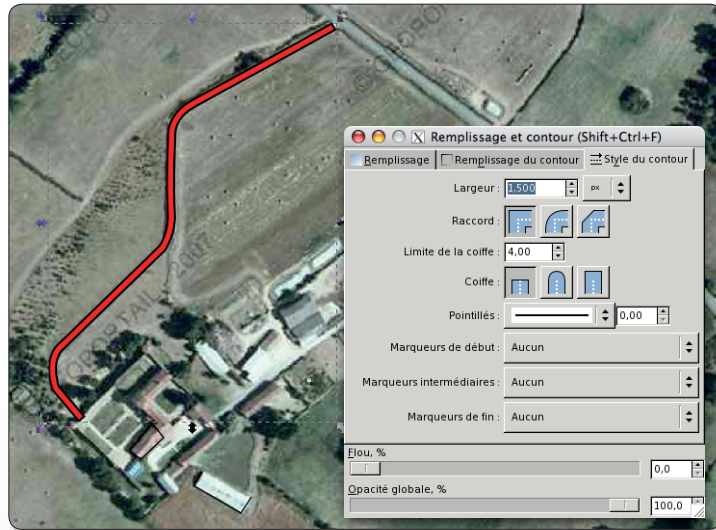 © GEOPORTAIL 2007
Remplissage et contour (Shift+Ctrl+F)
Remplissage
Remplissage du contour
Style du contour
Largeur : 1,500 px
Raccord :
Limite de la coiffe : 4,00
Coiffe :
Pointillés : 0,00
Marqueurs de début : Aucun
Marqueurs intermédiaires : Aucun
Marqueurs de fin : Aucun
Flou, %
0,0
Opacité globale, %
100,0